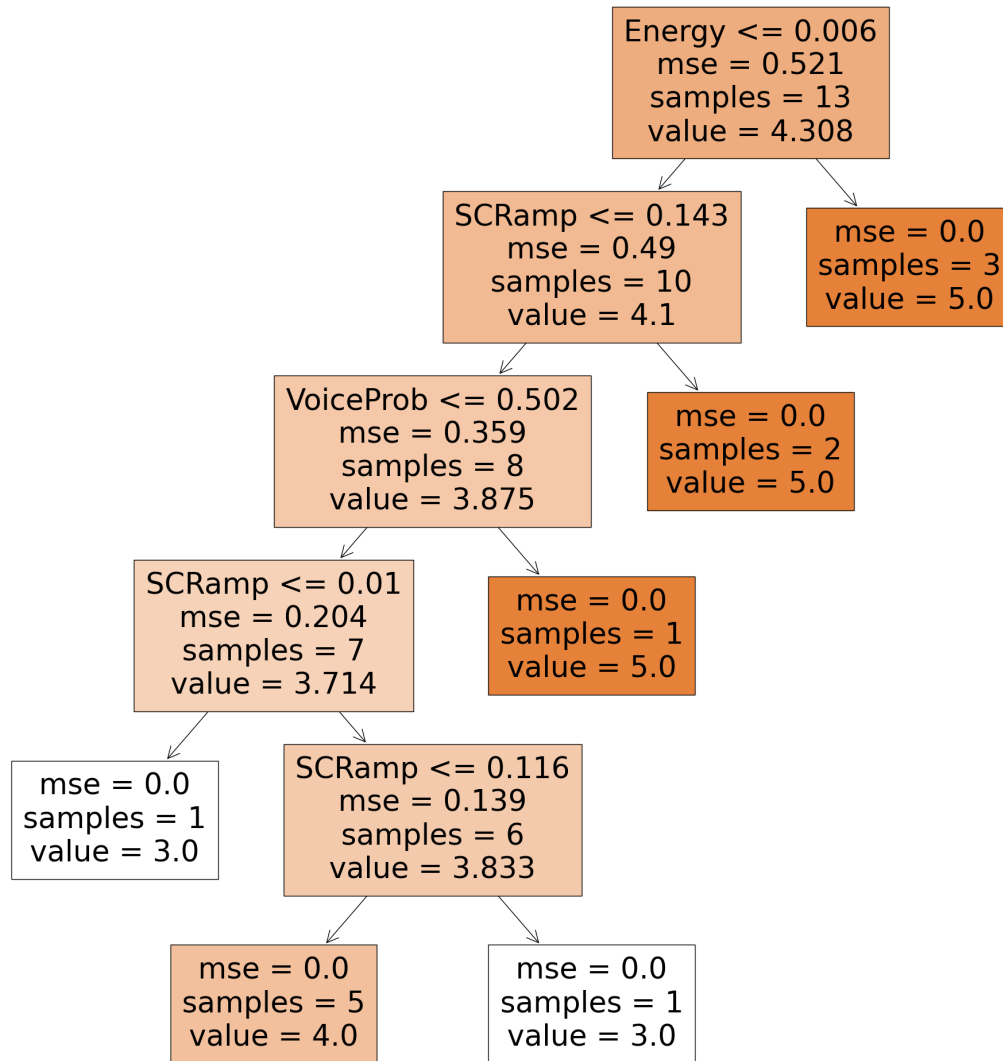 Energy <= 0.006
mse = 0.521
samples = 13
value = 4.308
SCRamp <= 0.143
mse = 0.49
samples = 10
value = 4.1
mse = 0.0
samples = 3
value = 5.0
VoiceProb <= 0.502
mse = 0.359
samples = 8
value = 3.875
mse = 0.0
samples = 2
value = 5.0
SCRamp <= 0.01
mse = 0.204
samples = 7
value = 3.714
mse = 0.0
samples = 1
value = 5.0
mse = 0.0
samples = 1
value = 3.0
SCRamp <= 0.116
mse = 0.139
samples = 6
value = 3.833
mse = 0.0
samples = 5
value = 4.0
mse = 0.0
samples = 1
value = 3.0